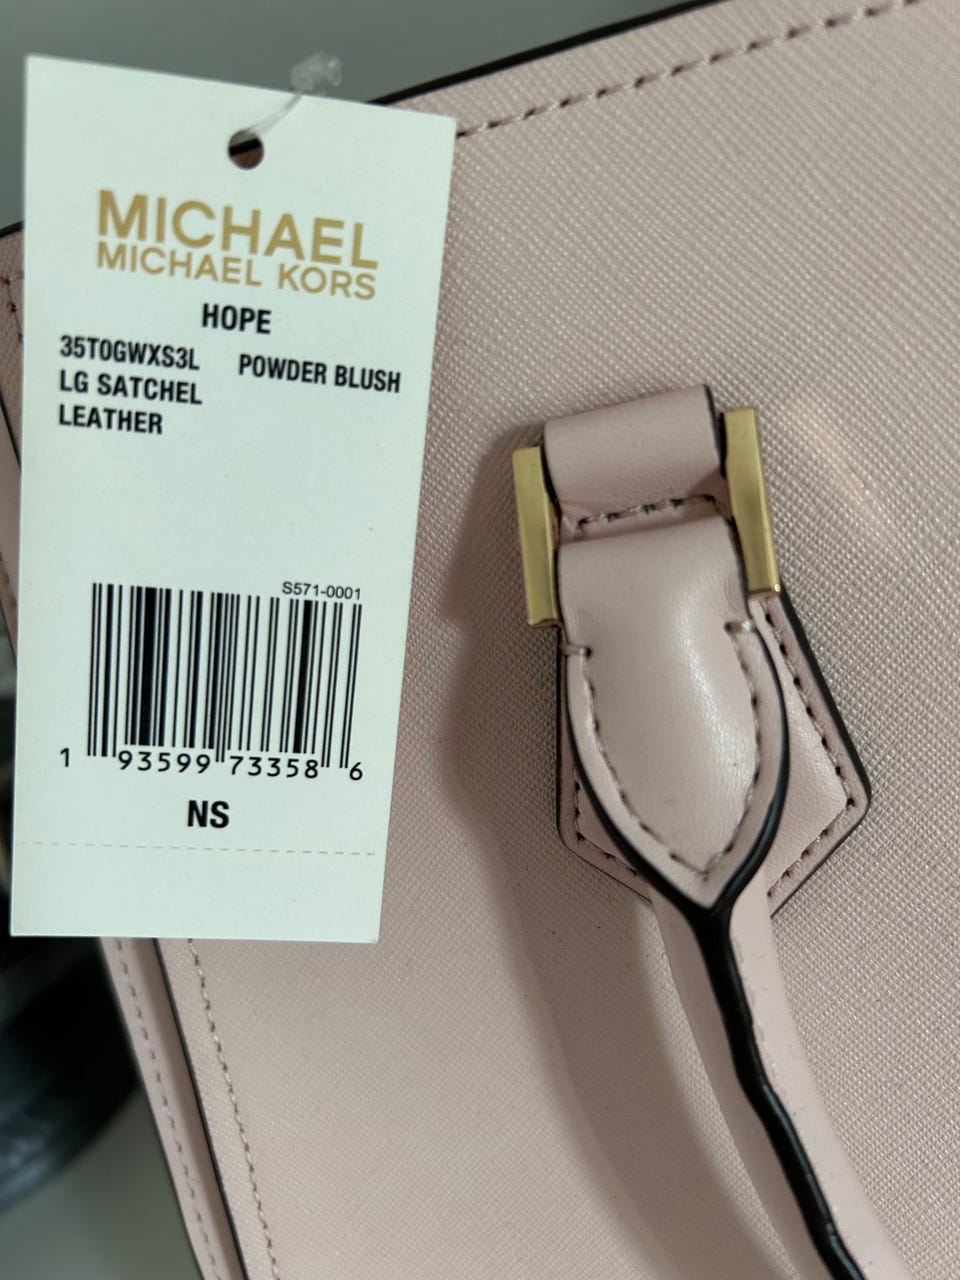 MICHAEL
MICHAEL KORS
HOPE
35T0GWXS3L POWDER BLUSH
LG SATCHEL
LEATHER
S571-0001
1 93599 73358 6
NS